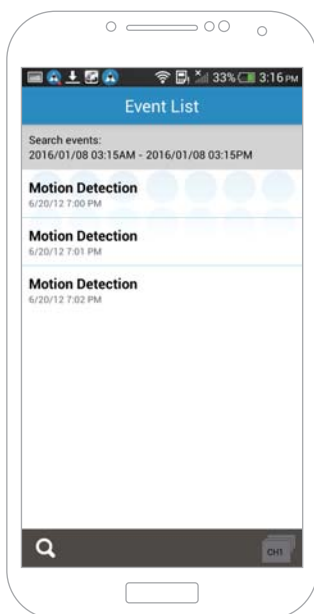 33% 3:16 PM
Event List
Search events:
2016/01/08 03:15AM - 2016/01/08 03:15PM
Motion Detection
6/20/12 7:00 PM
Motion Detection
6/20/12 7:01 PM
Motion Detection
6/20/12 7:02 PM
CH1